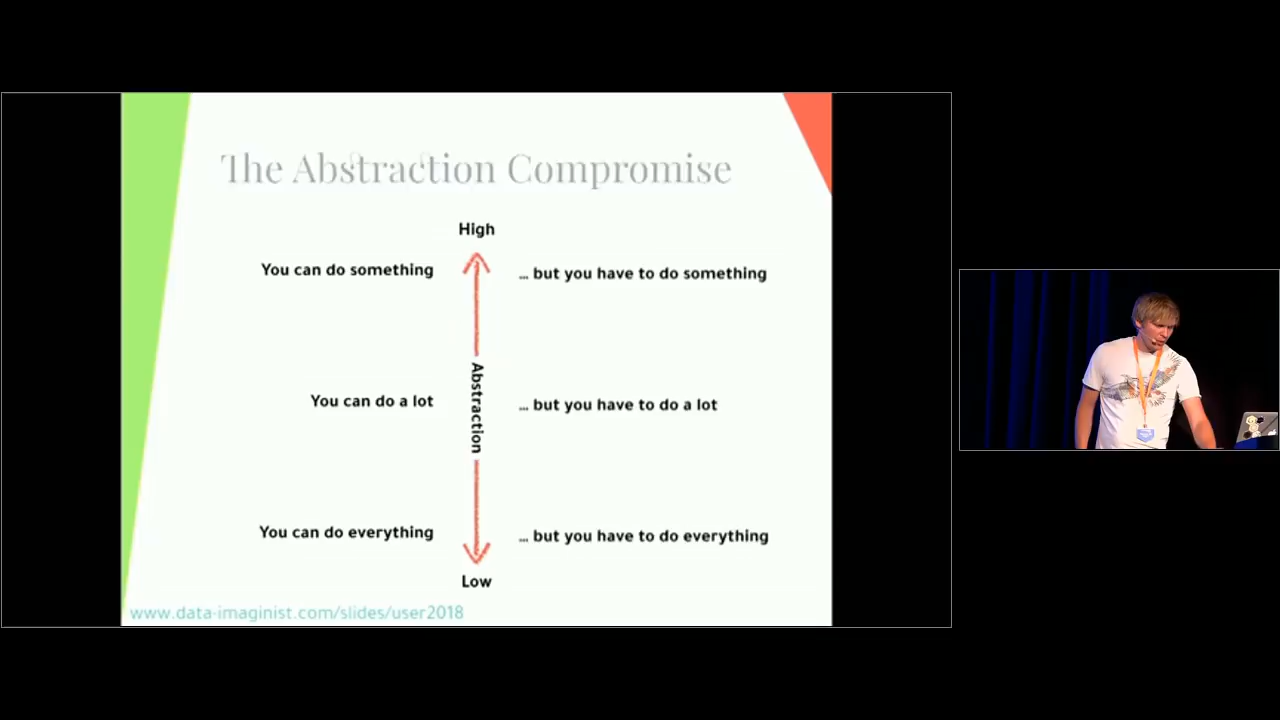 The Abstraction Compromise
High
You can do something
... but you have to do something
Abstraction
You can do a lot
... but you have to do a lot
You can do everything
... but you have to do everything
Low
www.data-imaginist.com/slides/user2018